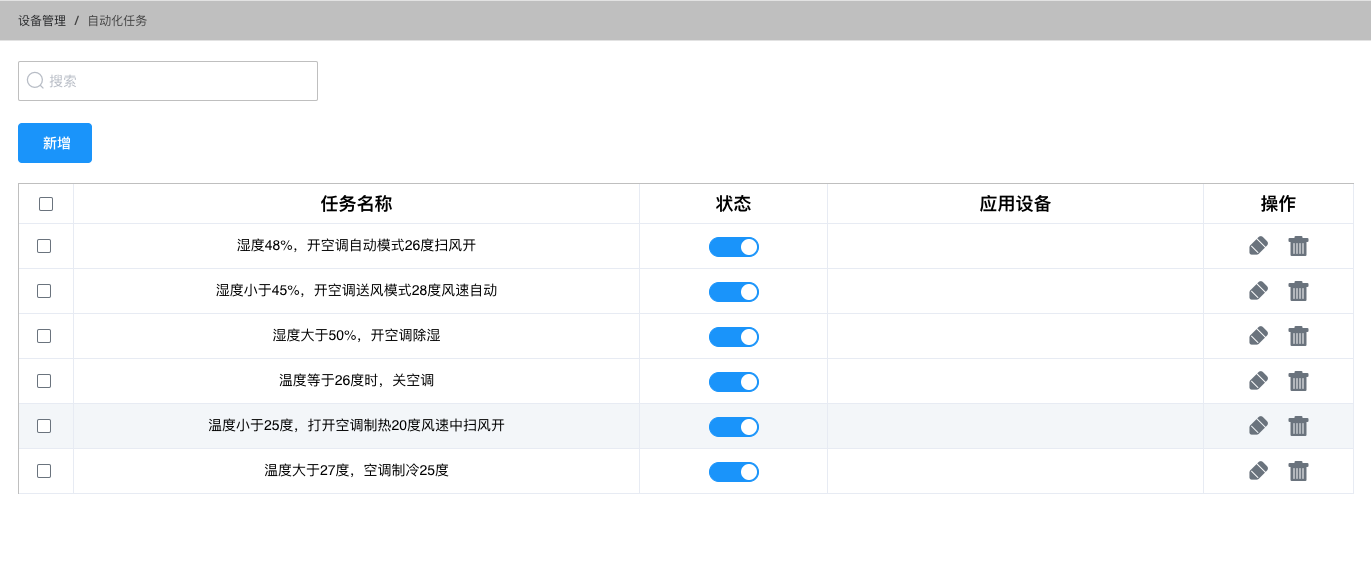 设备管理 / 自动化任务
搜索
新增
任务名称 状态 应用设备 操作
湿度48%，开空调自动模式26度扫风开
湿度小于45%，开空调送风模式28度风速自动
湿度大于50%，开空调除湿
温度等于26度时，关空调
温度小于25度，打开空调制热20度风速中扫风开
温度大于27度，空调制冷25度